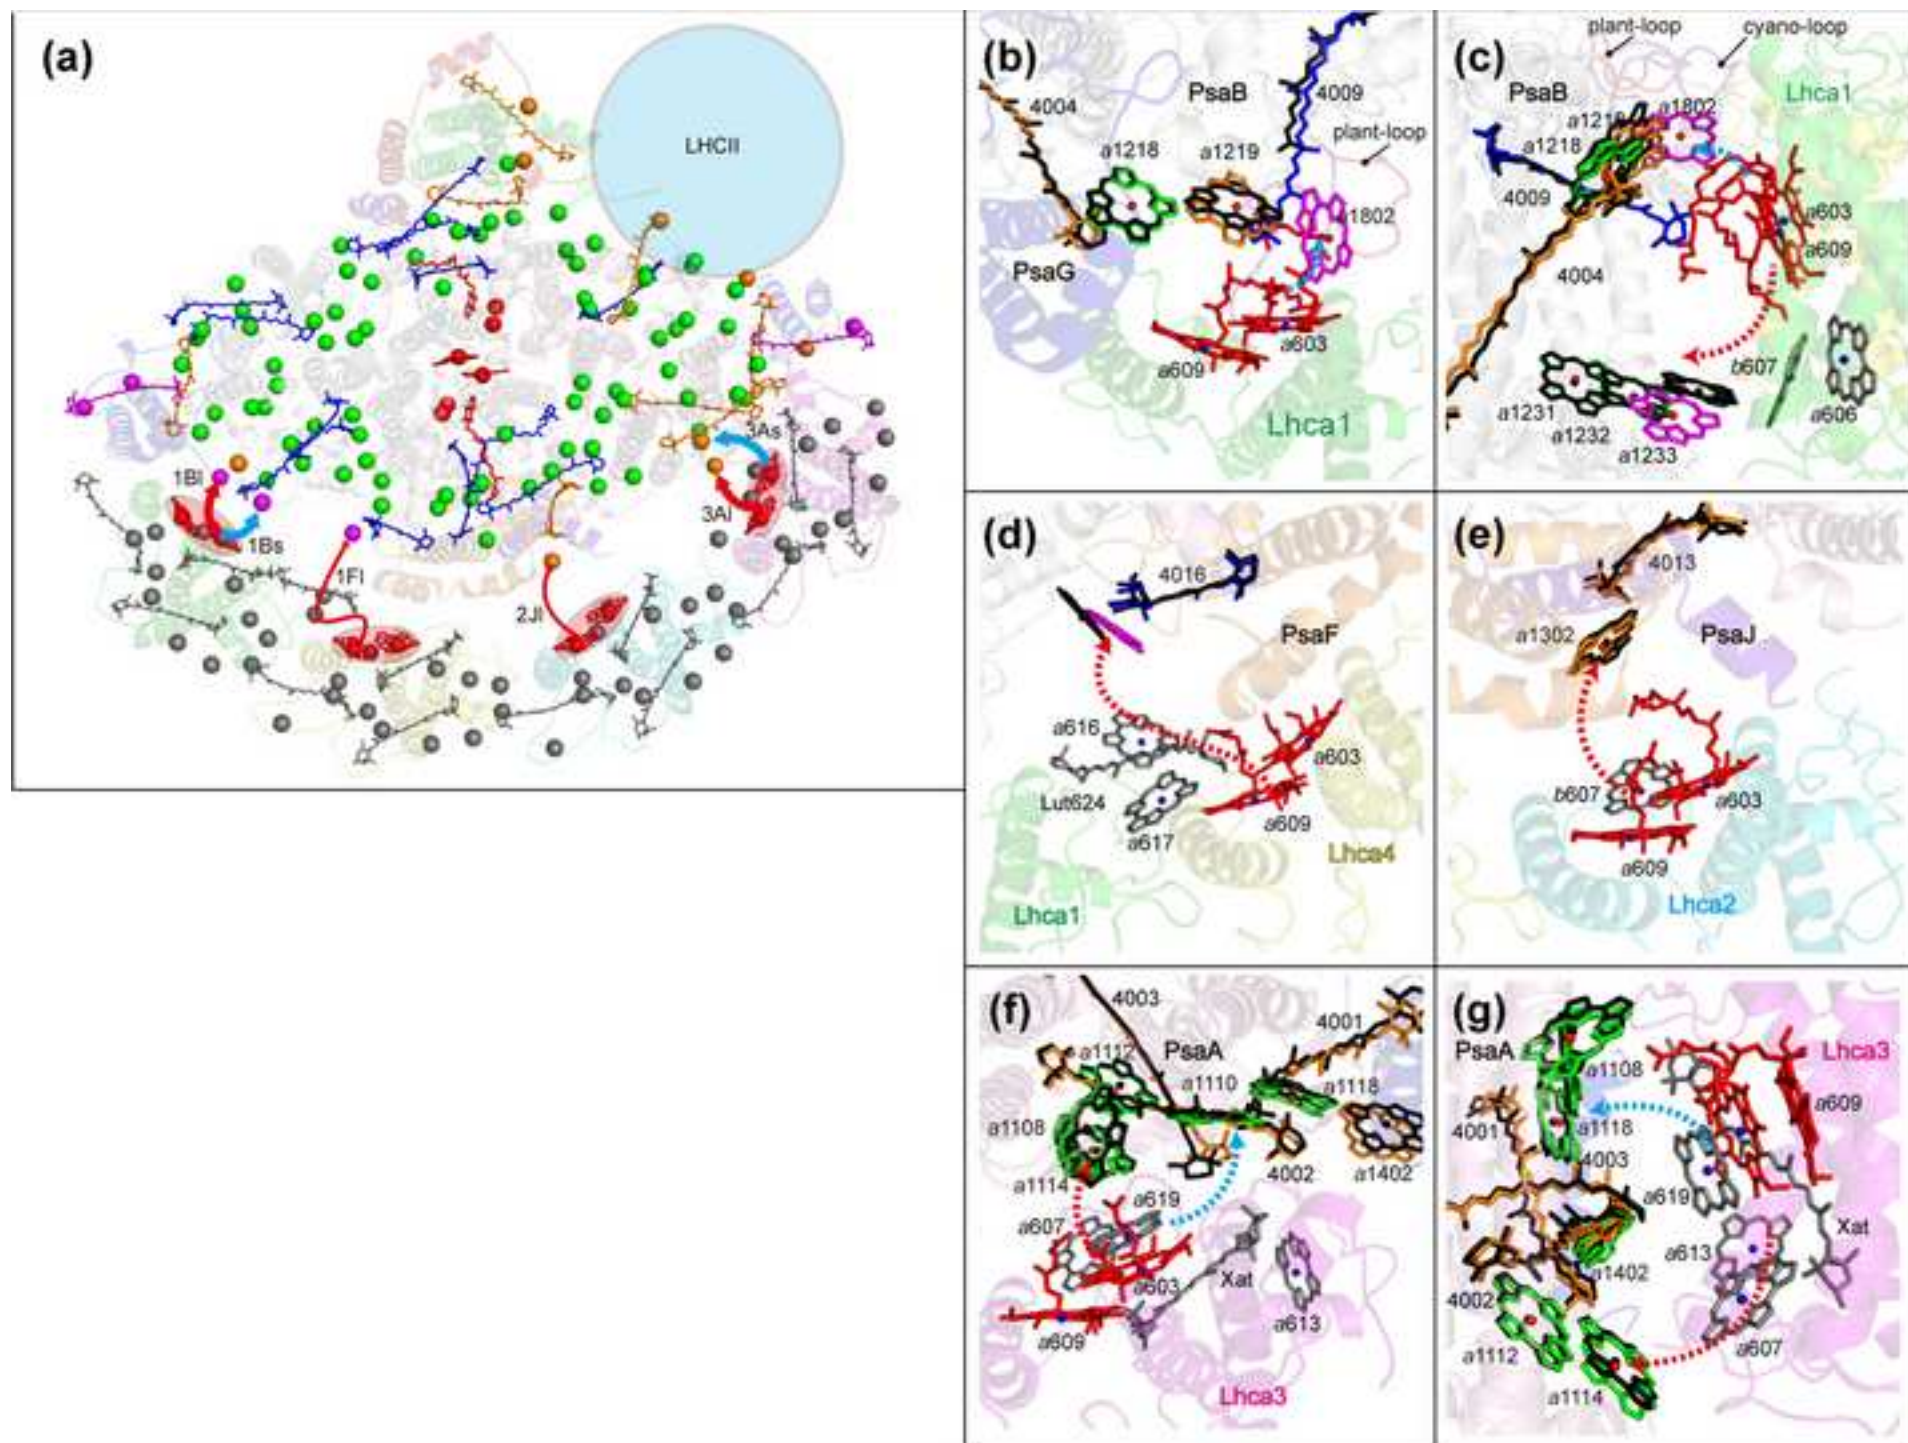 (a)
LHCII
3As
3Al
1Bl
1Bs
1Fl
2Jl
(b)
4004
PsaB
4009
plant-loop
a1218
a1219
a1802
PsaG
a603
a609
Lhca1
(c)
plant-loop
cyano-loop
PsaB
a1802
Lhca1
a1218
4009
a603
a609
4004
b607
a1231
a606
a1232
a1233
(d)
4016
PsaF
a616
a603
Lut624
a609
a617
Lhca4
Lhca1
(e)
4013
a1302
PsaJ
b607
a603
a609
Lhca2
(f)
4003
4001
a1112
PsaA
a1110
a1118
a1108
4002
a1402
a1114
a619
a607
a603
Xat
a609
a613
Lhca3
(g)
PsaA
Lhca3
a1108
a609
4001
a1118
4003
a619
Xat
a613
a1402
4002
a607
a1112
a1114